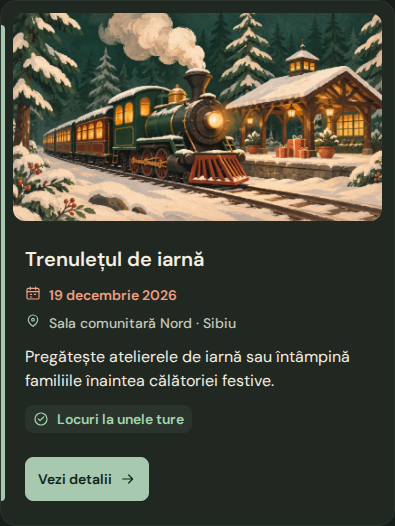 Trenulețul de iarnă
19 decembrie 2026
Sala comunitară Nord · Sibiu
Pregătește atelierele de iarnă sau întâmpină
familiile înaintea călătoriei festive.
Locuri la unele ture
Vezi detalii →